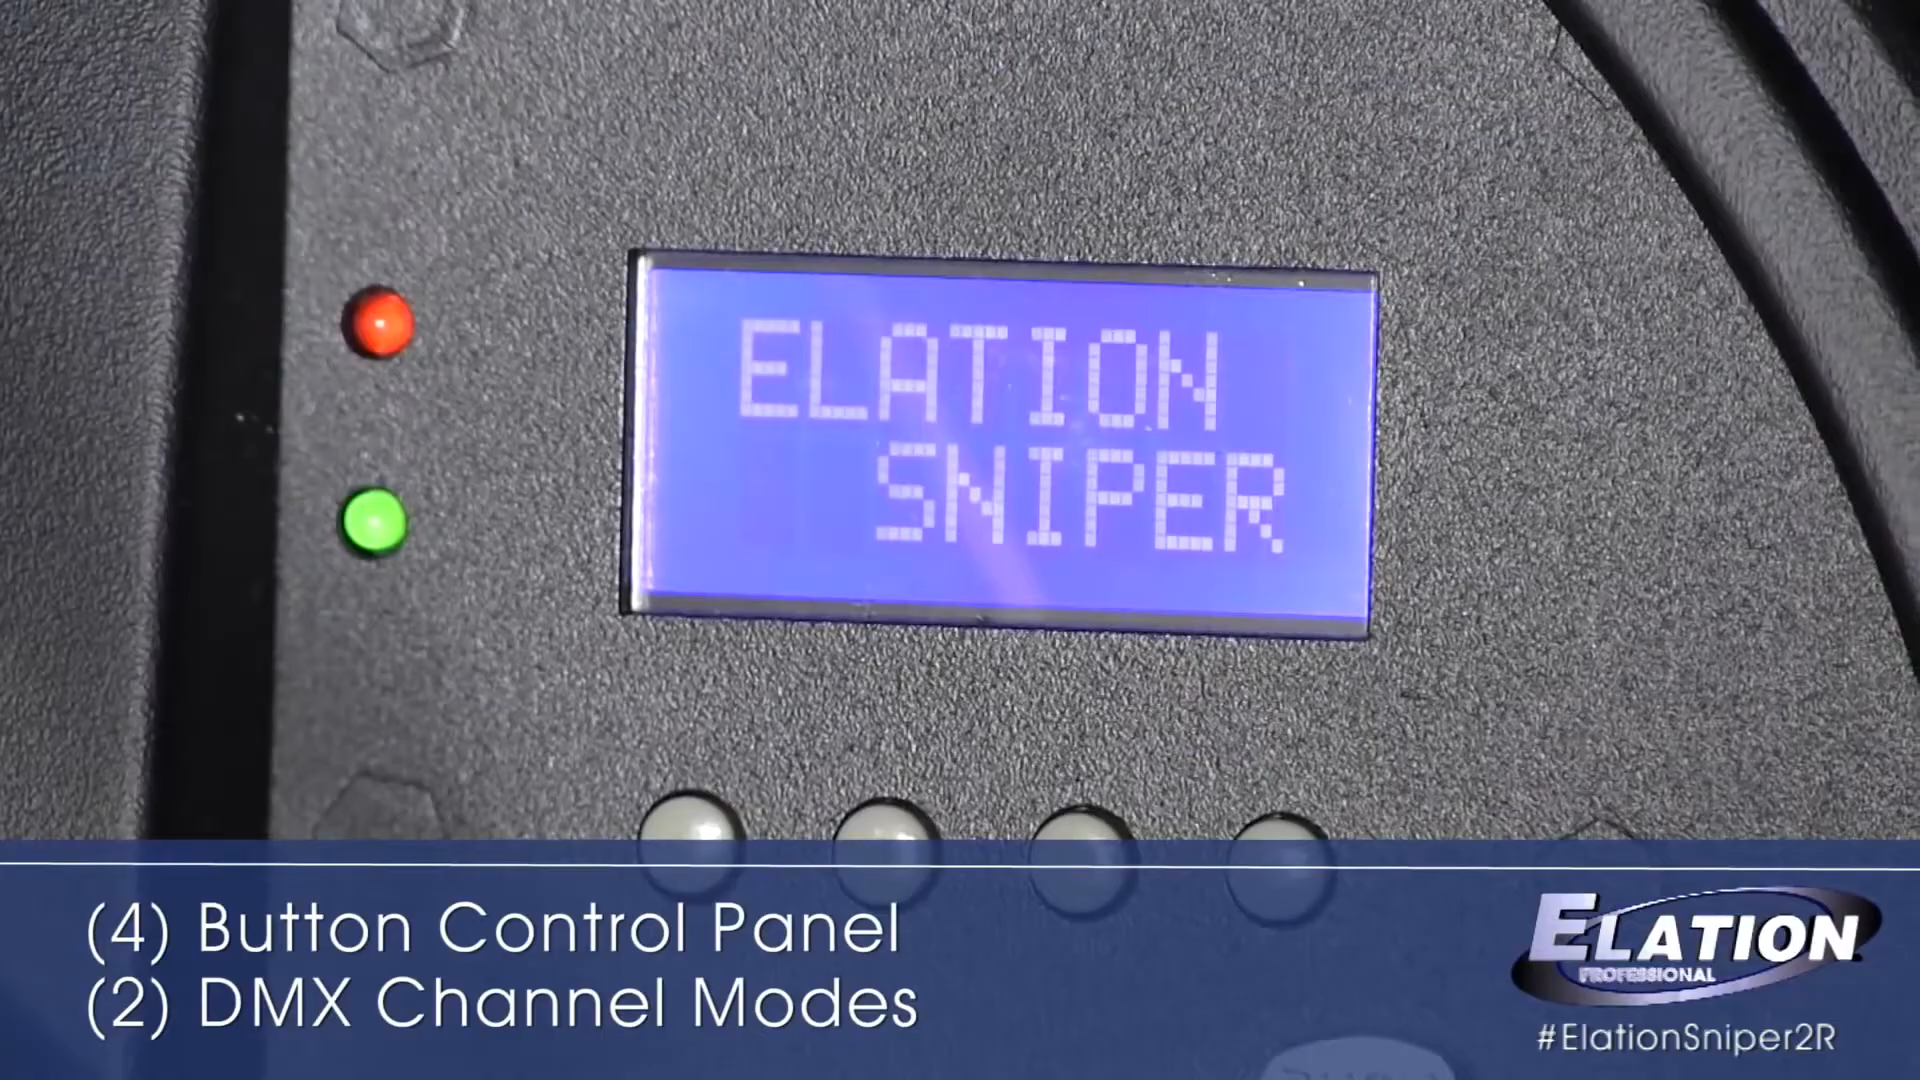 ELATION
SNIPER
(4) Button Control Panel
(2) DMX Channel Modes
ELATION
PROFESSIONAL
#ElationSniper2R